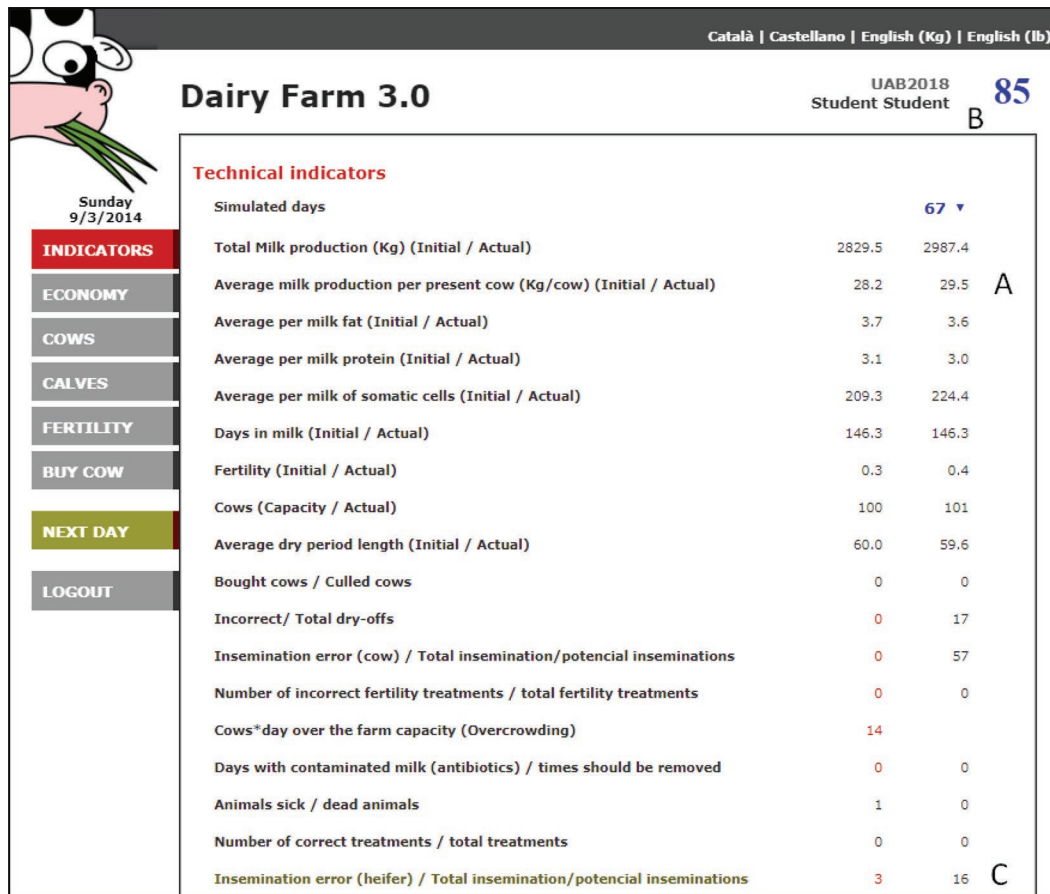 Català | Castellano | English (Kg) | English (lb)
Dairy Farm 3.0
UAB2018
Student Student
85
B
Sunday
9/3/2014
INDICATORS
ECONOMY
COWS
CALVES
FERTILITY
BUY COW
NEXT DAY
LOGOUT
Technical indicators
Simulated days 67 ▼
Total Milk production (Kg) (Initial / Actual) 2829.5 2987.4
Average milk production per present cow (Kg/cow) (Initial / Actual) 28.2 29.5 A
Average per milk fat (Initial / Actual) 3.7 3.6
Average per milk protein (Initial / Actual) 3.1 3.0
Average per milk of somatic cells (Initial / Actual) 209.3 224.4
Days in milk (Initial / Actual) 146.3 146.3
Fertility (Initial / Actual) 0.3 0.4
Cows (Capacity / Actual) 100 101
Average dry period length (Initial / Actual) 60.0 59.6
Bought cows / Culled cows 0 0
Incorrect/ Total dry-offs 0 17
Insemination error (cow) / Total insemination/potencial inseminations 0 57
Number of incorrect fertility treatments / total fertility treatments 0 0
Cows*day over the farm capacity (Overcrowding) 14
Days with contaminated milk (antibiotics) / times should be removed 0 0
Animals sick / dead animals 1 0
Number of correct treatments / total treatments 0 0
Insemination error (heifer) / Total insemination/potencial inseminations 3 16 C